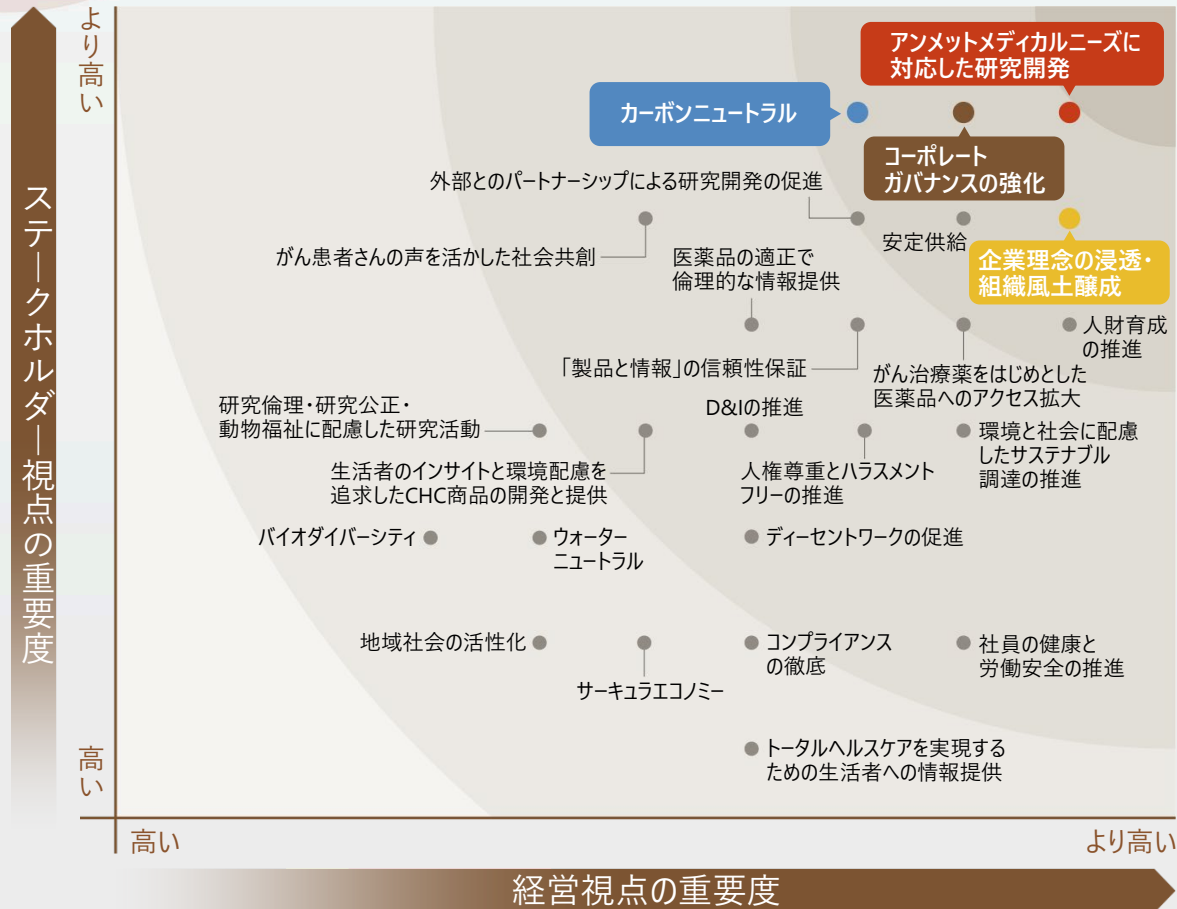 より高い
ステークホルダー視点の重要度
高い
アンメットメディカルニーズに
対応した研究開発
カーボンニュートラル
コーポレート
ガバナンスの強化
外部とのパートナーシップによる研究開発の促進
安定供給
がん患者さんの声を活かした社会共創
医薬品の適正で
倫理的な情報提供
企業理念の浸透・
組織風土醸成
人財育成
の推進
「製品と情報」の信頼性保証
がん治療薬をはじめとした
医薬品へのアクセス拡大
研究倫理・研究公正・
動物福祉に配慮した研究活動
D&Iの推進
環境と社会に配慮
したサステナブル
調達の推進
生活者のインサイトと環境配慮を
追求したCHC商品の開発と提供
人権尊重とハラスメント
フリーの推進
バイオダイバーシティ
ウォーター
ニュートラル
ディーセントワークの促進
地域社会の活性化
サーキュラエコノミー
コンプライアンス
の徹底
社員の健康と
労働安全の推進
トータルヘルスケアを実現する
ための生活者への情報提供
高い
より高い
経営視点の重要度